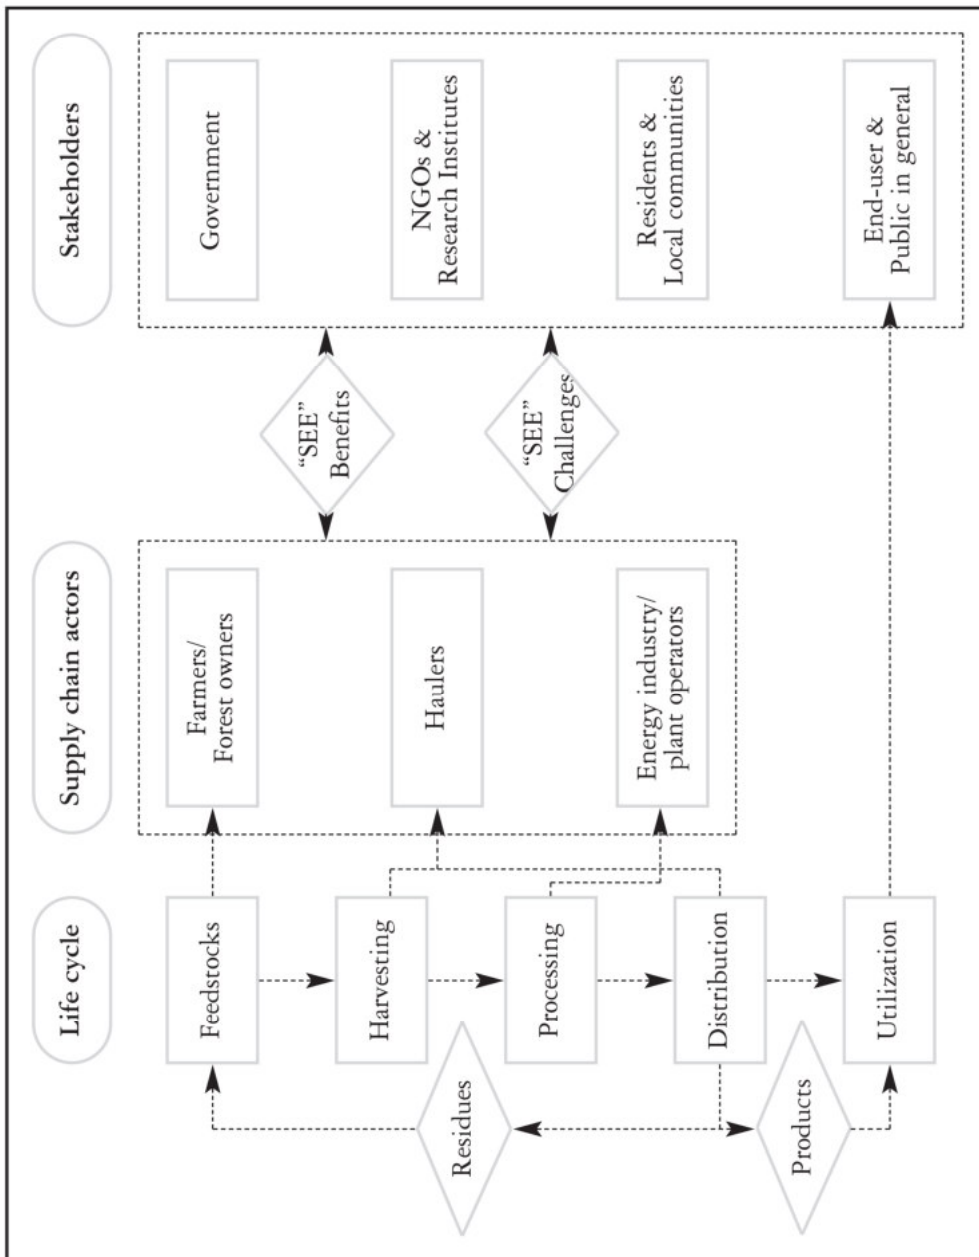 Life cycle
Supply chain actors
Stakeholders
Feedstocks
Farmers/
Forest owners
Government
"SEE"
Benefits
Harvesting
Haulers
NGOs &
Research Institutes
Residues
Processing
"SEE"
Challenges
Energy industry/
plant operators
Residents &
Local communities
Distribution
Products
Utilization
End-user &
Public in general